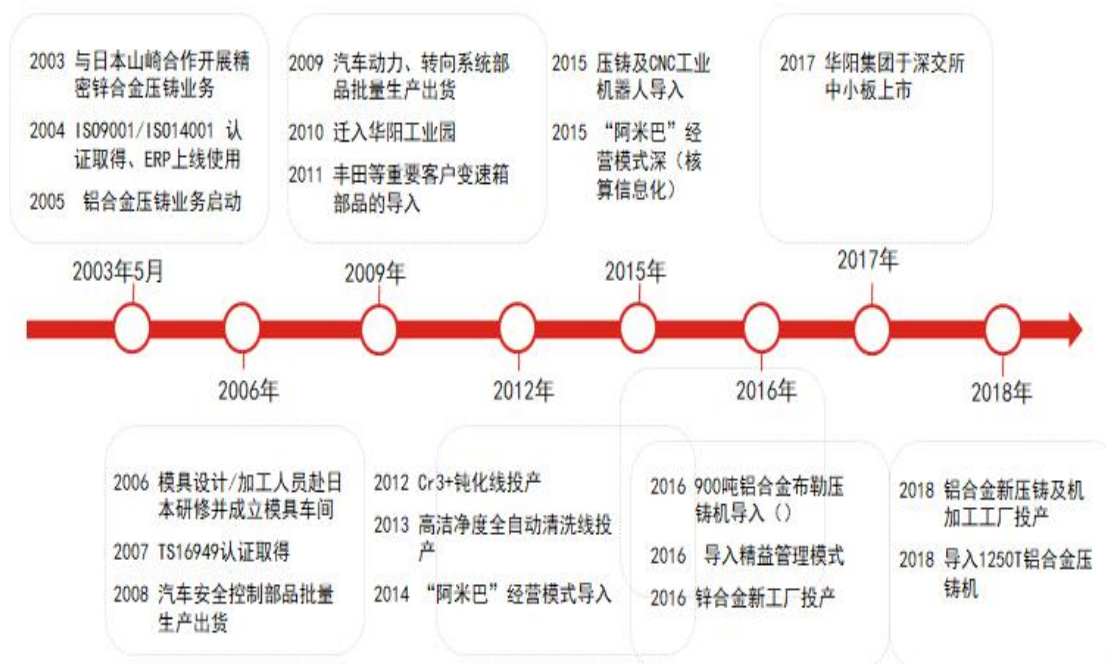 2003 与日本山崎合作开展精
密锌合金压铸业务
2004 ISO9001/ISO14001 认
证取得、ERP上线使用
2005 铝合金压铸业务启动
2009 汽车动力、转向系统部
品批量生产出货
2010 迁入华阳工业园
2011 丰田等重要客户变速箱
部品的导入
2015 压铸及CNC工业
机器人导入
2015 “阿米巴”经
营模式深（核
算信息化）
2017 华阳集团于深交所
中小板上市
2003年5月
2009年
2015年
2017年
2006年
2012年
2016年
2018年
2006 模具设计/加工人员赴日
本研修并成立模具车间
2007 TS16949认证取得
2008 汽车安全控制部品批量
生产出货
2012 Cr3+钝化线投产
2013 高洁净度全自动清洗线投
产
2014 “阿米巴”经营模式导入
2016 900吨铝合金布勒压
铸机导入（）
2016 导入精益管理模式
2016 锌合金新工厂投产
2018 铝合金新压铸及机
加工工厂投产
2018 导入1250T铝合金压
铸机